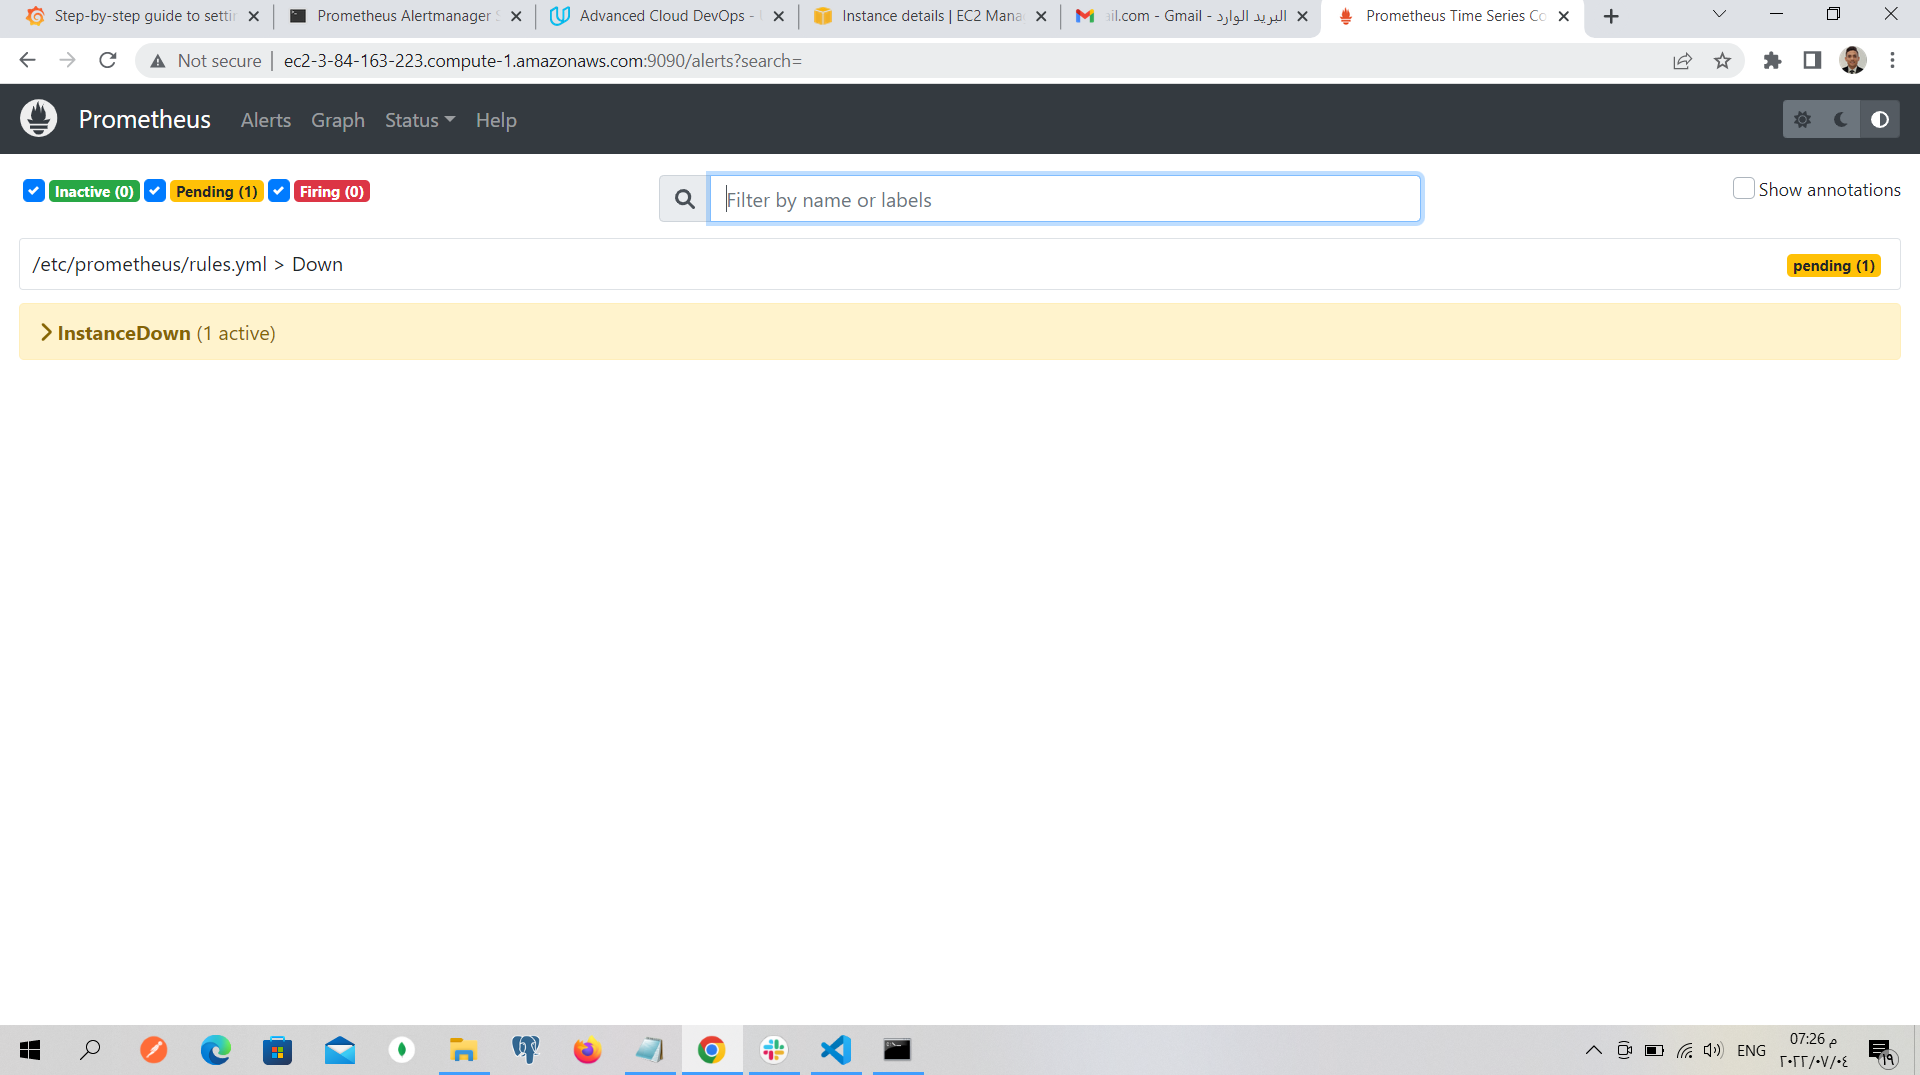 Step-by-step guide to settir
Prometheus Alertmanager S
Advanced Cloud DevOps -
Instance details | EC2 Mana
ail.com - Gmail - البريد الوارد
Prometheus Time Series Co
Not secure | ec2-3-84-163-223.compute-1.amazonaws.com:9090/alerts?search=
Prometheus Alerts Graph Status Help
Inactive (0) Pending (1) Firing (0)
Filter by name or labels
Show annotations
/etc/prometheus/rules.yml > Down
pending (1)
InstanceDown (1 active)
ENG
07:26 م
٢٠٢٢/٠٧/٠٤
١٩